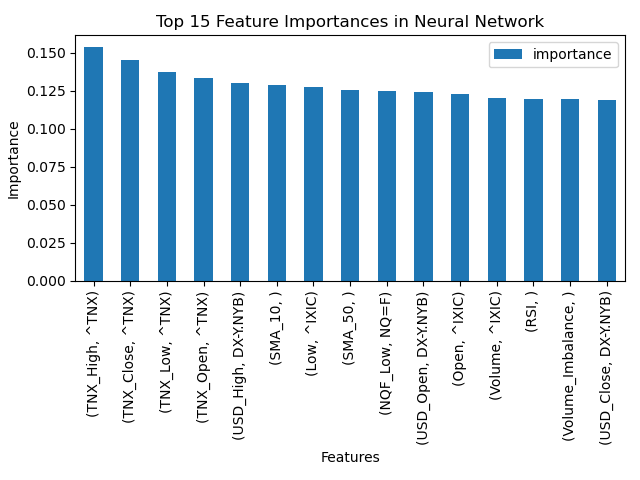 Top 15 Feature Importances in Neural Network
importance
Importance
0.150
0.125
0.100
0.075
0.050
0.025
0.000
(TNX_High, ^TNX)
(TNX_Close, ^TNX)
(TNX_Low, ^TNX)
(TNX_Open, ^TNX)
(USD_High, DX-Y.NYB)
(SMA_10, )
(Low, ^IXIC)
(SMA_50, )
(NQF_Low, NQ=F)
(USD_Open, DX-Y.NYB)
(Open, ^IXIC)
(Volume, ^IXIC)
(RSI, )
(Volume_Imbalance, )
(USD_Close, DX-Y.NYB)
Features